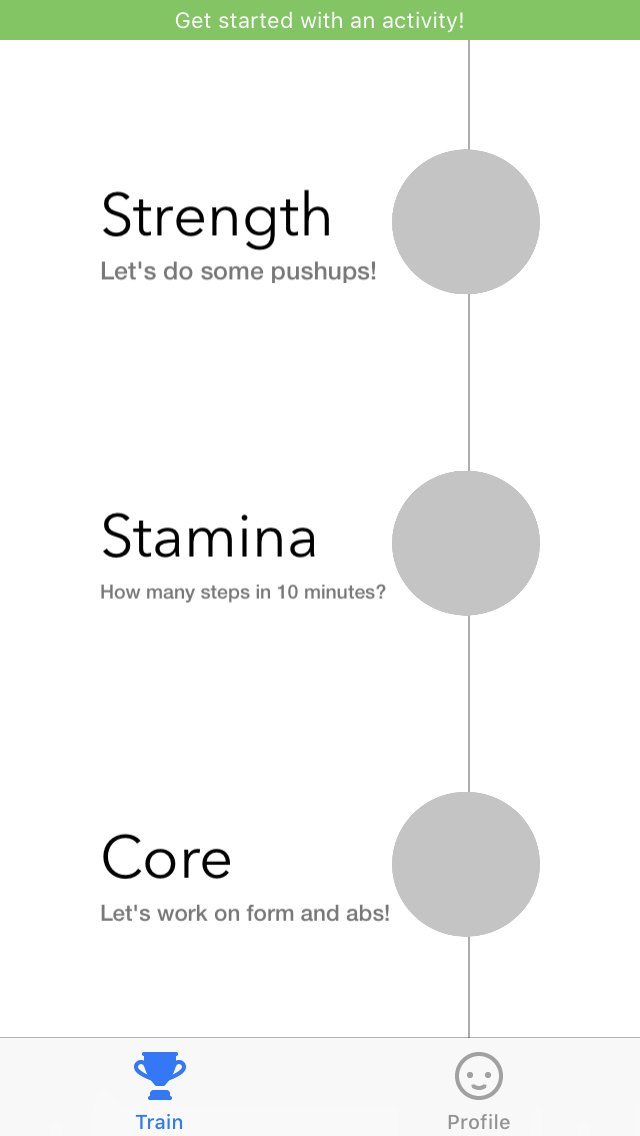 Get started with an activity!
Strength
Let's do some pushups!
Stamina
How many steps in 10 minutes?
Core
Let's work on form and abs!
Train
Profile